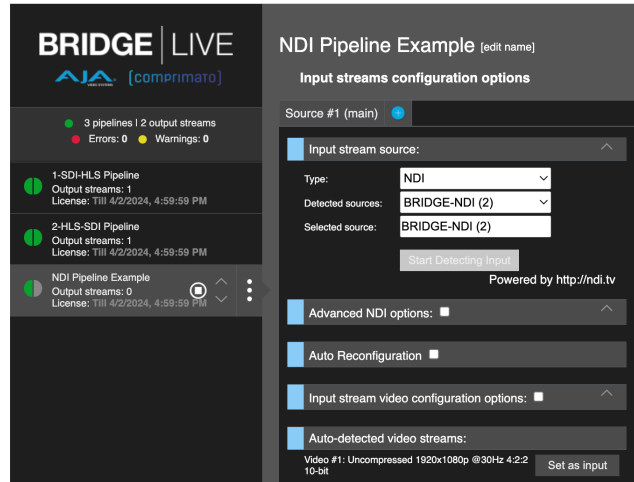 BRIDGE LIVE
AJA VIDEO SYSTEMS [comprimato]
3 pipelines | 2 output streams
Errors: 0 Warnings: 0
1-SDI-HLS Pipeline
Output streams: 1
License: Till 4/2/2024, 4:59:59 PM
2-HLS-SDI Pipeline
Output streams: 1
License: Till 4/2/2024, 4:59:59 PM
NDI Pipeline Example
Output streams: 0
License: Till 4/2/2024, 4:59:59 PM
NDI Pipeline Example [edit name]
Input streams configuration options
Source #1 (main)
Input stream source:
Type: NDI
Detected sources: BRIDGE-NDI (2)
Selected source: BRIDGE-NDI (2)
Start Detecting Input
Powered by http://ndi.tv
Advanced NDI options:
Auto Reconfiguration
Input stream video configuration options:
Auto-detected video streams:
Video #1: Uncompressed 1920x1080p @30Hz 4:2:2
10-bit
Set as input